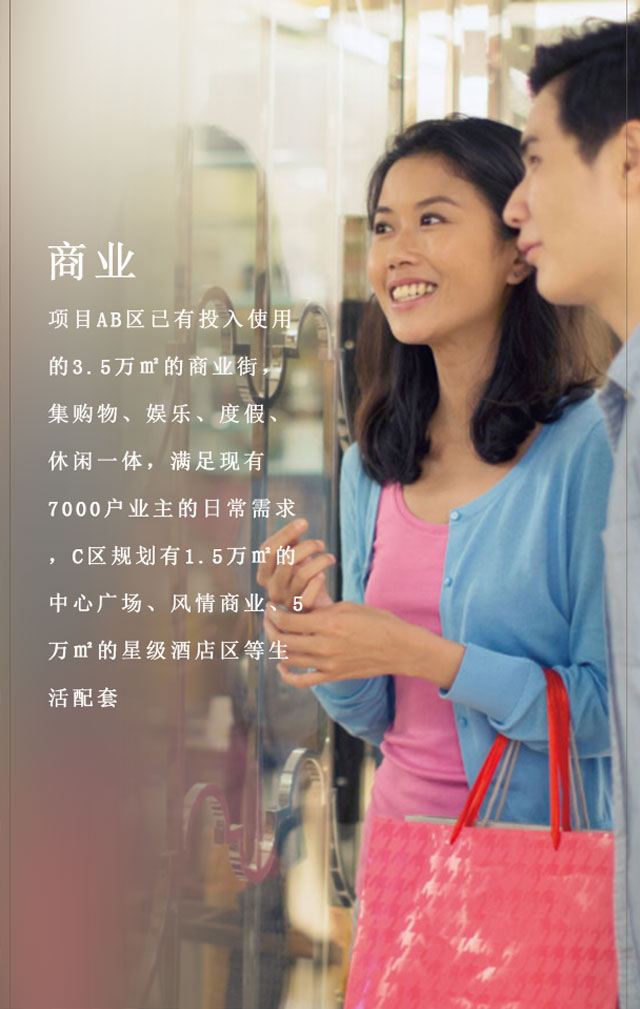 商业
项目AB区已有投入使用
的3.5万㎡的商业街，
集购物、娱乐、度假、
休闲一体，满足现有
7000户业主的日常需求
，C区规划有1.5万㎡的
中心广场、风情商业、5
万㎡的星级酒店区等生
活配套